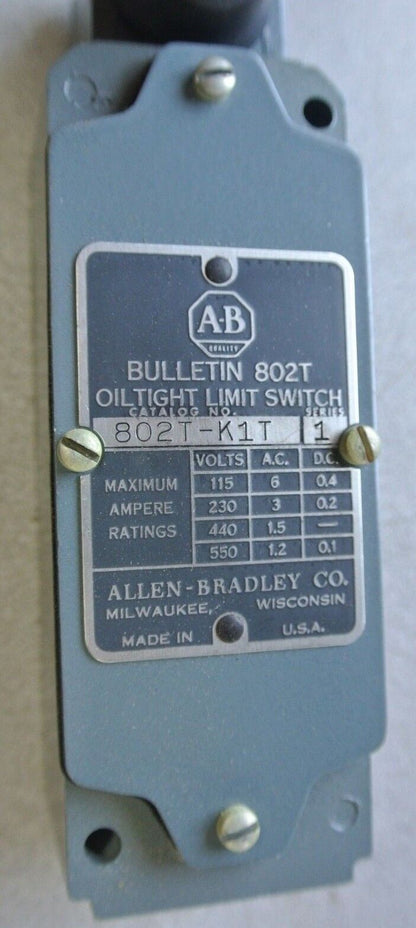 A-B
QUALITY
BULLETIN 802T
OILTIGHT LIMIT SWITCH
CATALOG NO. SERIES
802T-K1T 1
VOLTS A.C. D.C.
MAXIMUM 115 6 0.4
AMPERE 230 3 0.2
RATINGS 440 1.5 —
550 1.2 0.1
ALLEN-BRADLEY CO.
MILWAUKEE, WISCONSIN
MADE IN U.S.A.